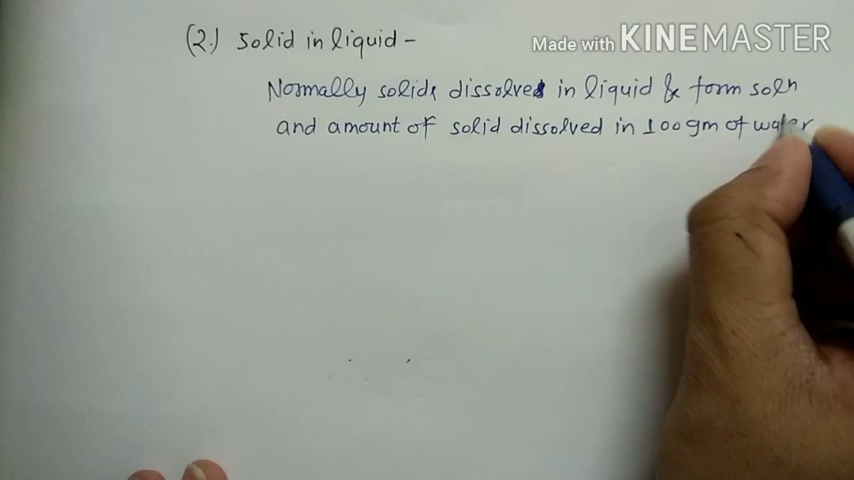 (2.) Solid in liquid -
Made with KINEMASTER
Normally solids dissolves in liquid & form soln
and amount of solid dissolved in 100 gm of water